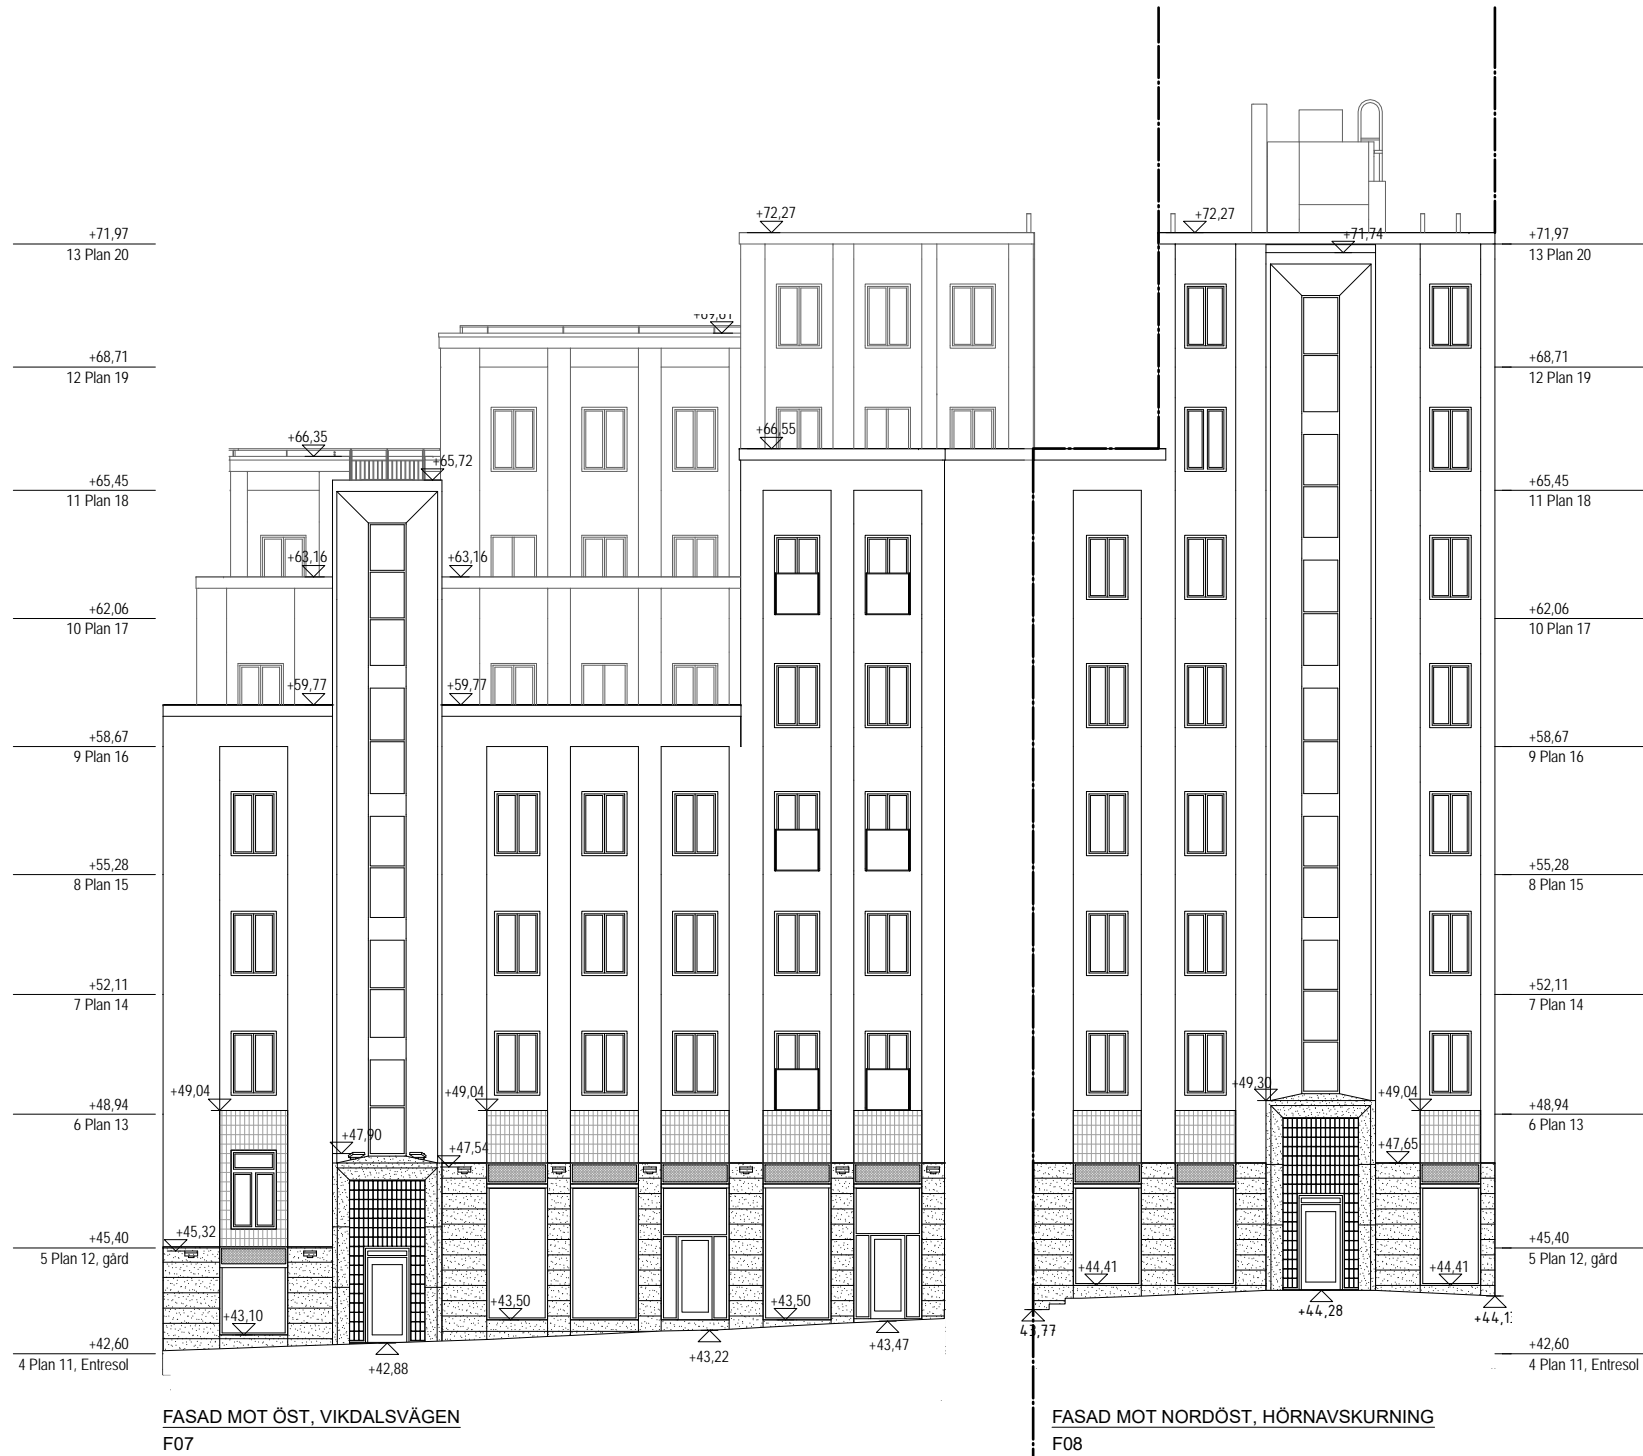 +72,27
+72,27
+71,97
13 Plan 20
+71,74
+71,97
13 Plan 20
+68,71
12 Plan 19
+68,71
12 Plan 19
+66,35
+66,55
+65,72
+65,45
11 Plan 18
+65,45
11 Plan 18
+63,16
+63,16
+62,06
10 Plan 17
+62,06
10 Plan 17
+59,77
+59,77
+58,67
9 Plan 16
+58,67
9 Plan 16
+55,28
8 Plan 15
+55,28
8 Plan 15
+52,11
7 Plan 14
+52,11
7 Plan 14
+49,04
+49,04
+49,30
+49,04
+48,94
6 Plan 13
+48,94
6 Plan 13
+47,90
+47,54
+47,65
+45,32
+45,40
5 Plan 12, gård
+45,40
5 Plan 12, gård
+44,41
+44,41
+43,10
+43,50
+43,50
+44,28
43,77
+43,22
+43,47
+42,88
+42,60
4 Plan 11, Entresol
+42,60
4 Plan 11, Entresol
FASAD MOT ÖST, VIKDALSVÄGEN
F07
FASAD MOT NORDÖST, HÖRNAVSKURNING
F08